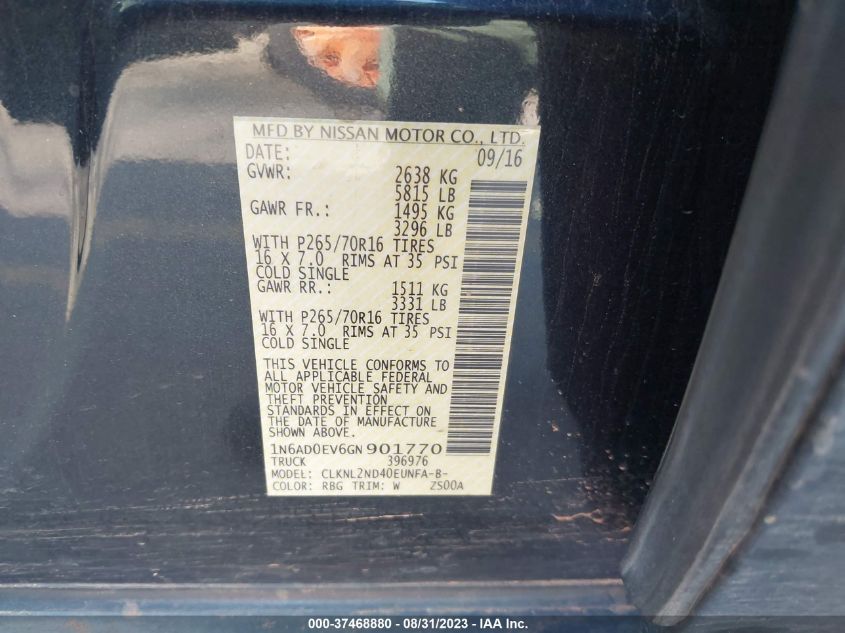 MFD BY NISSAN MOTOR CO., LTD.
DATE: 09/16
GVWR: 2638 KG
5815 LB
GAWR FR.: 1495 KG
3296 LB
WITH P265/70R16 TIRES
16 X 7.0 RIMS AT 35 PSI
COLD SINGLE
GAWR RR.: 1511 KG
3331 LB
WITH P265/70R16 TIRES
16 X 7.0 RIMS AT 35 PSI
COLD SINGLE
THIS VEHICLE CONFORMS TO
ALL APPLICABLE FEDERAL
MOTOR VEHICLE SAFETY AND
THEFT PREVENTION
STANDARDS IN EFFECT ON
THE DATE OF MANUFACTURE
SHOWN ABOVE.
1N6AD0EV6GN901770
TRUCK 396976
MODEL: CLKNL2ND40EUNFA-B-
COLOR: RBG TRIM: W ZS00A
000-37468880 - 08/31/2023 - Copyright © IAA, Inc.